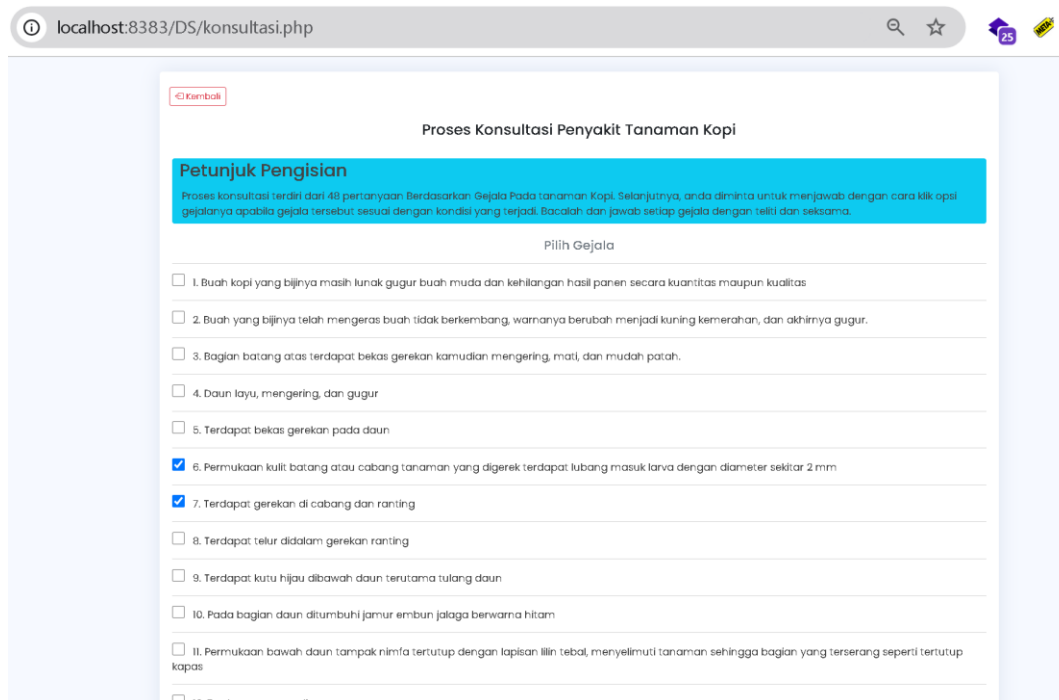 localhost:8383/DS/konsultasi.php
25
META
Kembali
Proses Konsultasi Penyakit Tanaman Kopi
Petunjuk Pengisian
Proses konsultasi terdiri dari 48 pertanyaan Berdasarkan Gejala Pada tanaman Kopi. Selanjutnya, anda diminta untuk menjawab dengan cara klik opsi
gejalanya apabila gejala tersebut sesuai dengan kondisi yang terjadi. Bacalah dan jawab setiap gejala dengan teliti dan seksama.
Pilih Gejala
1. Buah kopi yang bijinya masih lunak gugur buah muda dan kehilangan hasil panen secara kuantitas maupun kualitas
2. Buah yang bijinya telah mengeras buah tidak berkembang, warnanya berubah menjadi kuning kemerahan, dan akhirnya gugur.
3. Bagian batang atas terdapat bekas gerekan kamudian mengering, mati, dan mudah patah.
4. Daun layu, mengering, dan gugur
5. Terdapat bekas gerekan pada daun
6. Permukaan kulit batang atau cabang tanaman yang digerek terdapat lubang masuk larva dengan diameter sekitar 2 mm
7. Terdapat gerekan di cabang dan ranting
8. Terdapat telur didalam gerekan ranting
9. Terdapat kutu hijau dibawah daun terutama tulang daun
10. Pada bagian daun ditumbuhi jamur embun jalaga berwarna hitam
11. Permukaan bawah daun tampak nimfa tertutup dengan lapisan lilin tebal, menyelimuti tanaman sehingga bagian yang terserang seperti tertutup
kapas